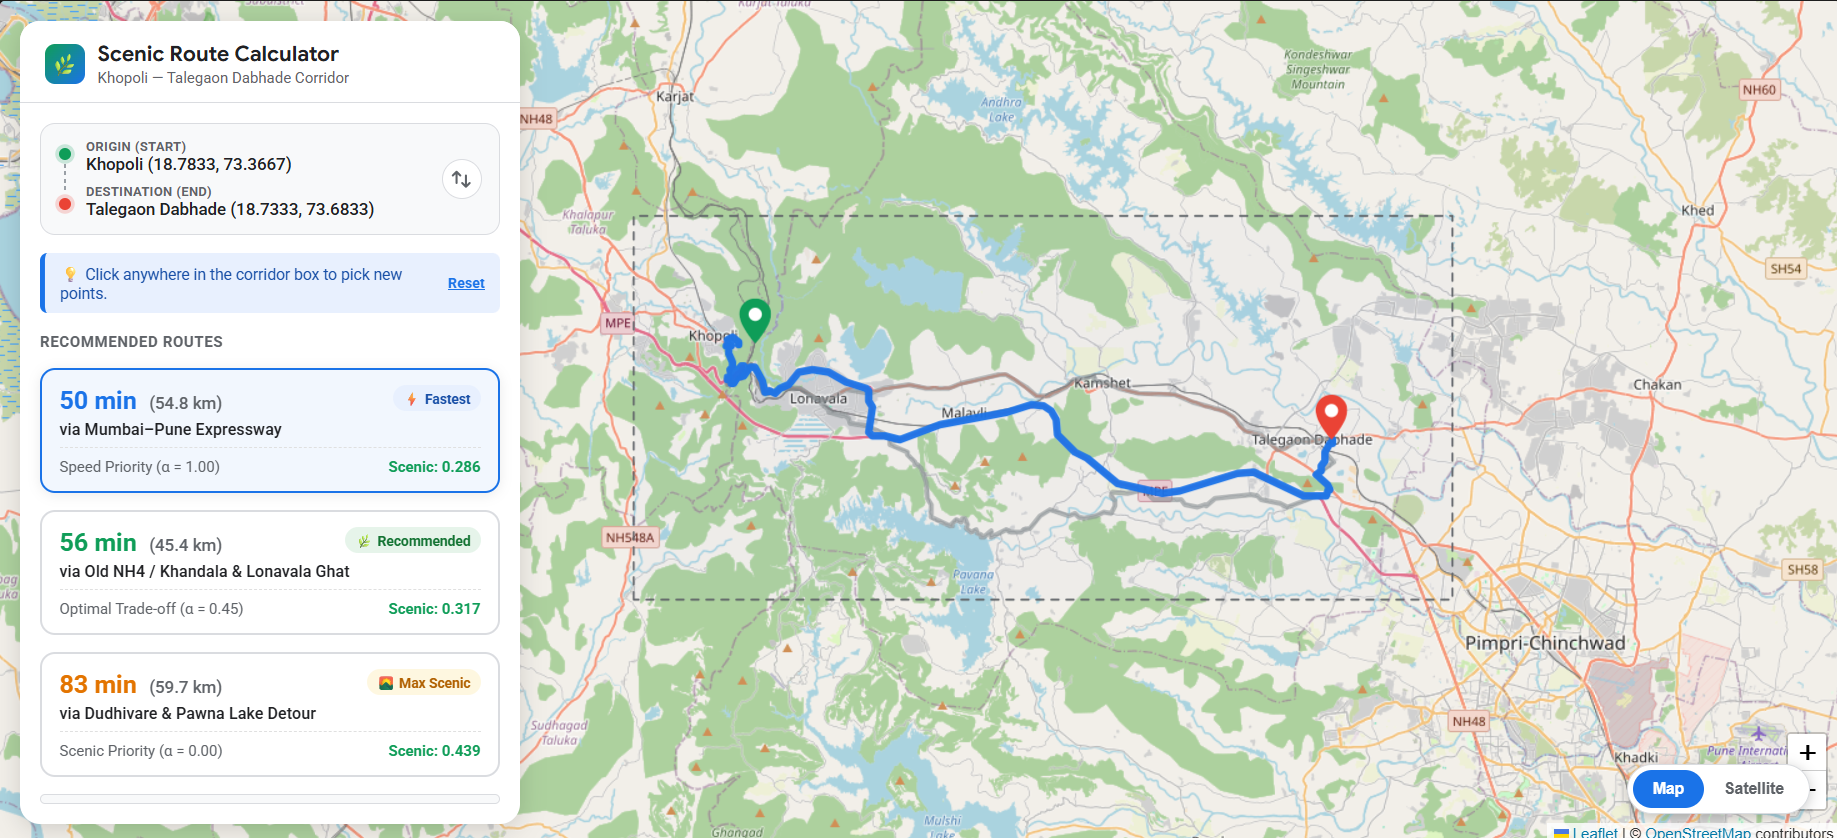 Scenic Route Calculator
Khopoli — Talegaon Dabhade Corridor
ORIGIN (START)
Khopoli (18.7833, 73.3667)
DESTINATION (END)
Talegaon Dabhade (18.7333, 73.6833)
Click anywhere in the corridor box to pick new
points.
Reset
RECOMMENDED ROUTES
50 min (54.8 km)
Fastest
via Mumbai–Pune Expressway
Speed Priority (α = 1.00)
Scenic: 0.286
56 min (45.4 km)
Recommended
via Old NH4 / Khandala & Lonavala Ghat
Optimal Trade-off (α = 0.45)
Scenic: 0.317
83 min (59.7 km)
Max Scenic
via Dudhivare & Pawna Lake Detour
Scenic Priority (α = 0.00)
Scenic: 0.439
Karjat
NH48
Andhra
Lake
Kondeshwar
Singeshwar
Mountain
NH60
Khalapur
Taluka
Khed
SH54
MPE
Khopoli
Lonavala
Malavli
Kamshet
Chakan
Talegaon Dabhade
MPE
NH548A
Pavana
Lake
SH58
Pimpri-Chinchwad
Sudhagad
Taluka
NH48
Khadki
Pune Internati
Mulshi
Lake
Ghangad
+
-
Map
Satellite
Leaflet | © OpenStreetMap contributors